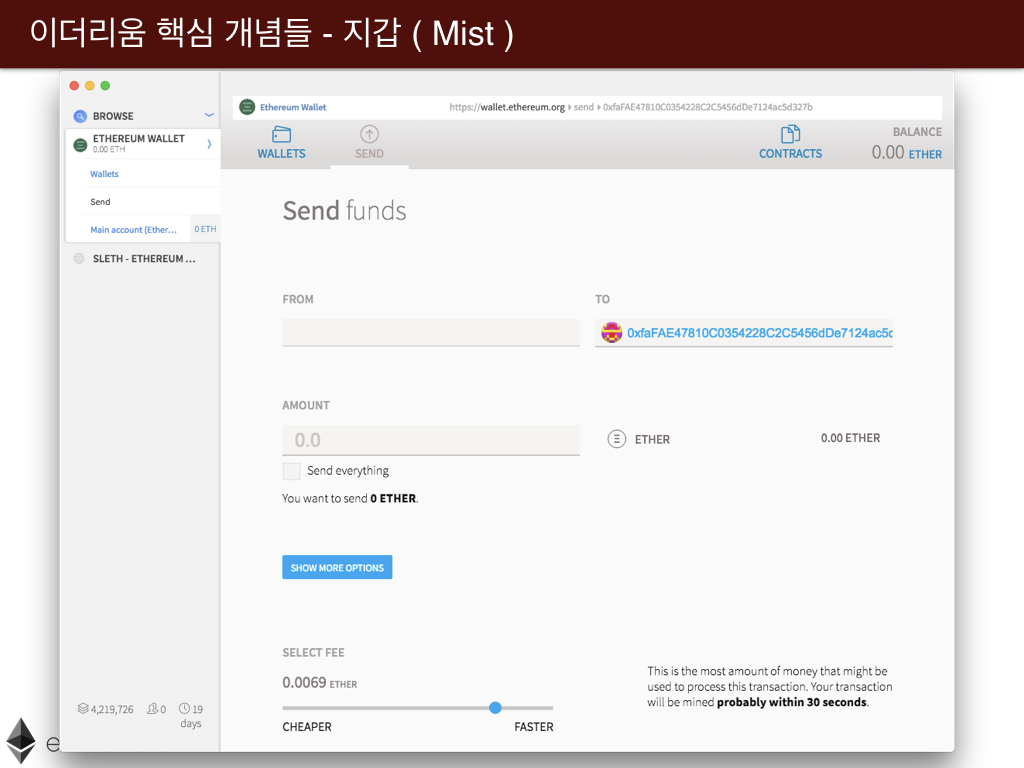 이더리움 핵심 개념들 - 지갑 ( Mist )
BROWSE
ETHEREUM WALLET
0.00 ETH
Wallets
Send
Main account (Ether... 0 ETH
SLETH - ETHEREUM ...
4,219,726 0 19 days
Ethereum Wallet https://wallet.ethereum.org send 0xfaFAE47810C0354228C2C5456dDe7124ac5d327b
WALLETS SEND CONTRACTS
BALANCE
0.00 ETHER
Send funds
FROM TO
0xfaFAE47810C0354228C2C5456dDe7124ac5c
AMOUNT
0.0 ETHER 0.00 ETHER
Send everything
You want to send 0 ETHER.
SHOW MORE OPTIONS
SELECT FEE
0.0069 ETHER
CHEAPER FASTER
This is the most amount of money that might be
used to process this transaction. Your transaction
will be mined probably within 30 seconds.
e